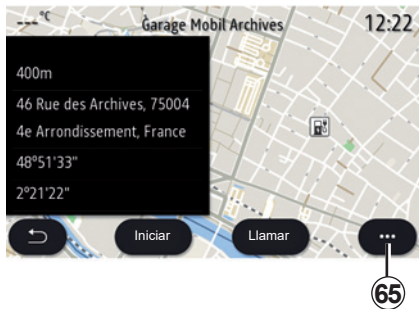 ---°C
Garage Mobil Archives
12:22
400m
46 Rue des Archives, 75004
4e Arrondissement, France
48°51'33"
2°21'22"
Iniciar
Llamar
65